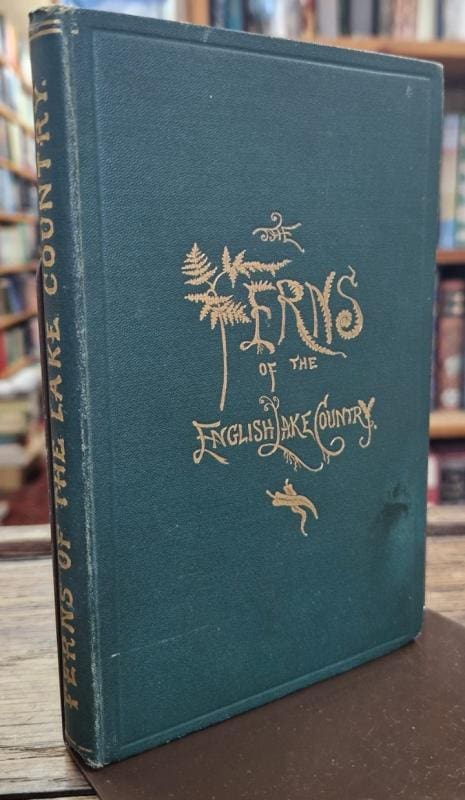 FERNS OF THE LAKE COUNTRY.
THE
FERNS
OF THE
ENGLISH LAKE COUNTRY.